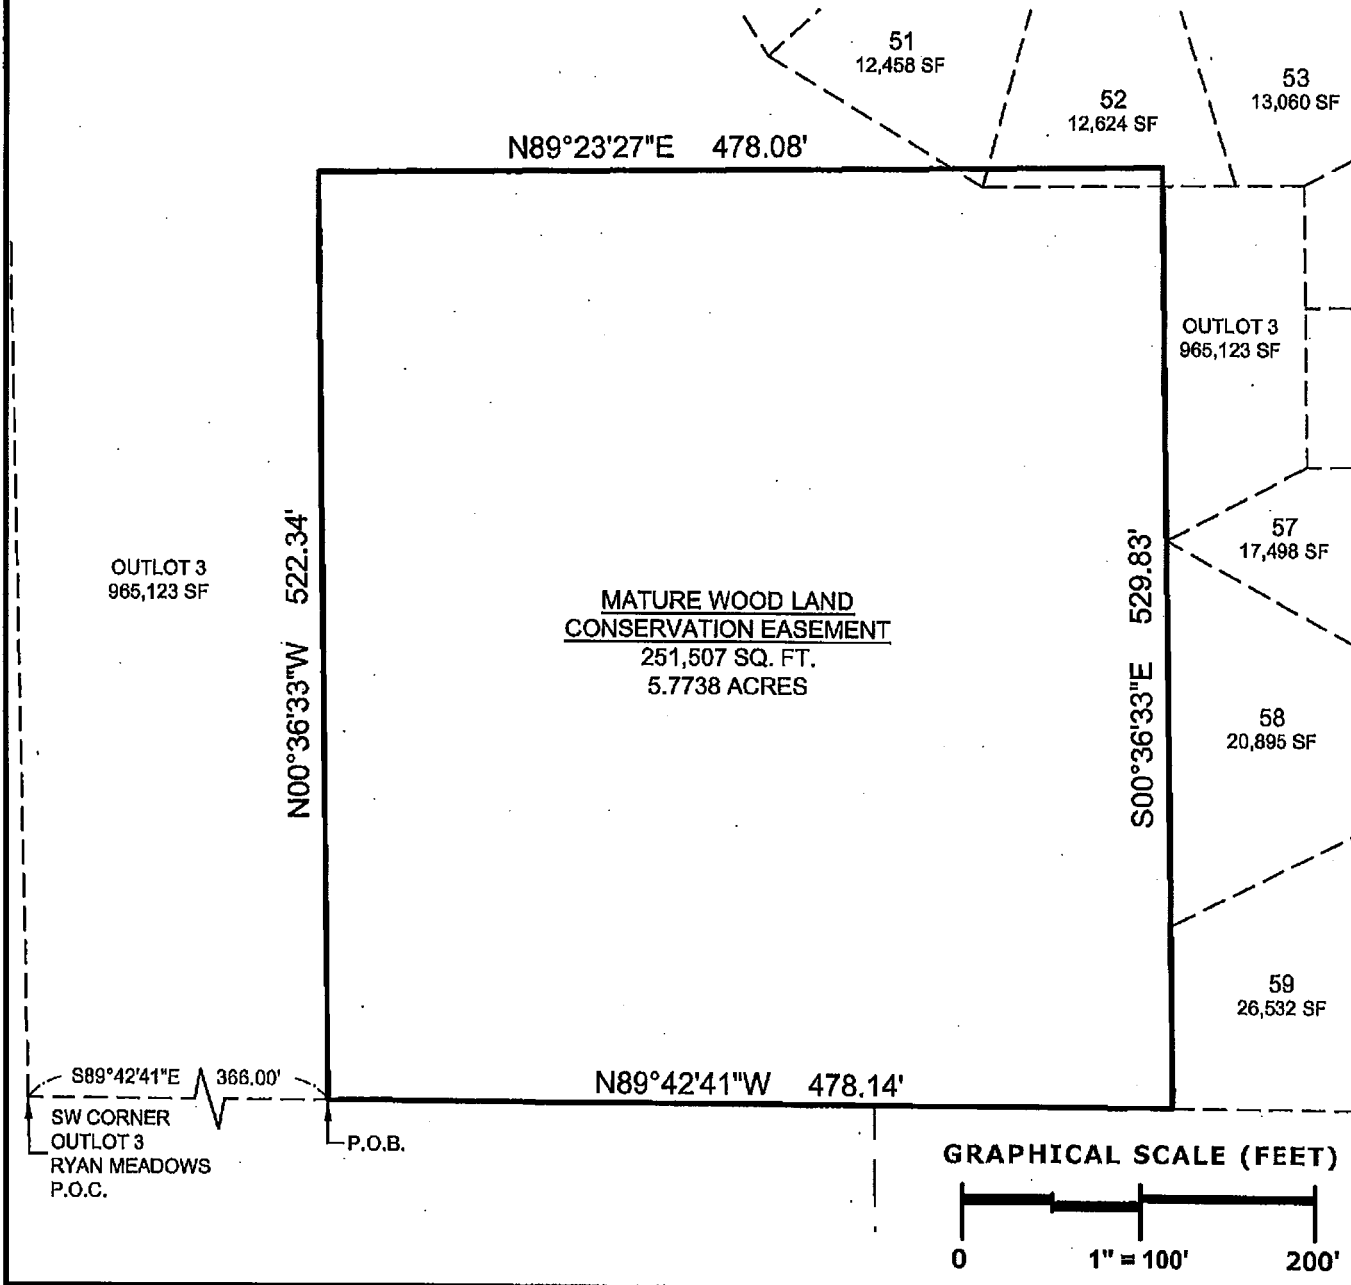 51
12,458 SF
52
12,624 SF
53
13,060 SF
N89°23'27"E 478.08'
OUTLOT 3
965,123 SF
N00°36'33"W 522.34'
OUTLOT 3
965,123 SF
MATURE WOOD LAND
CONSERVATION EASEMENT
251,507 SQ. FT.
5.7738 ACRES
S00°36'33"E 529.83'
57
17,498 SF
58
20,895 SF
59
26,532 SF
S89°42'41"E 366.00'
N89°42'41"W 478.14'
SW CORNER
OUTLOT 3
RYAN MEADOWS
P.O.C.
P.O.B.
GRAPHICAL SCALE (FEET)
0 1" = 100' 200'